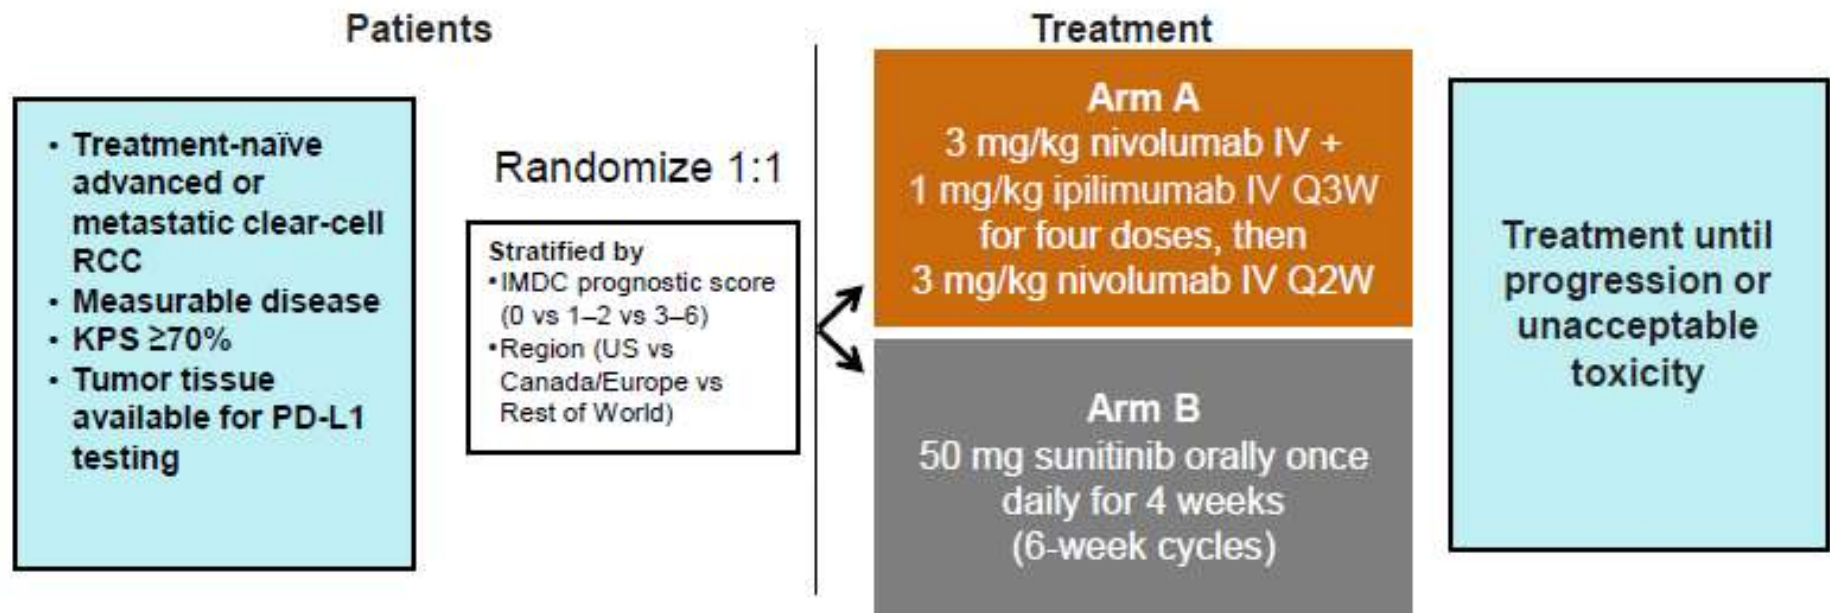 Patients
• Treatment-naïve
advanced or
metastatic clear-cell
RCC
• Measurable disease
• KPS ≥70%
• Tumor tissue
available for PD-L1
testing
Randomize 1:1
Stratified by
•IMDC prognostic score
(0 vs 1–2 vs 3–6)
•Region (US vs
Canada/Europe vs
Rest of World)
Treatment
Arm A
3 mg/kg nivolumab IV +
1 mg/kg ipilimumab IV Q3W
for four doses, then
3 mg/kg nivolumab IV Q2W
Arm B
50 mg sunitinib orally once
daily for 4 weeks
(6-week cycles)
Treatment until
progression or
unacceptable
toxicity